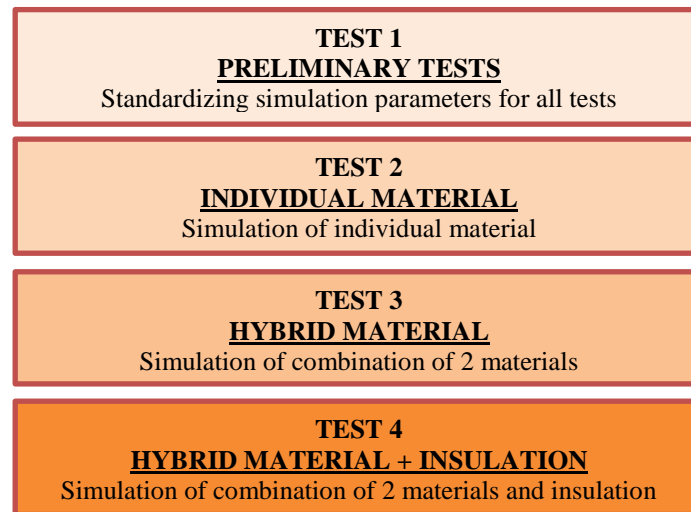 TEST 1
PRELIMINARY TESTS
Standardizing simulation parameters for all tests
TEST 2
INDIVIDUAL MATERIAL
Simulation of individual material
TEST 3
HYBRID MATERIAL
Simulation of combination of 2 materials
TEST 4
HYBRID MATERIAL + INSULATION
Simulation of combination of 2 materials and insulation